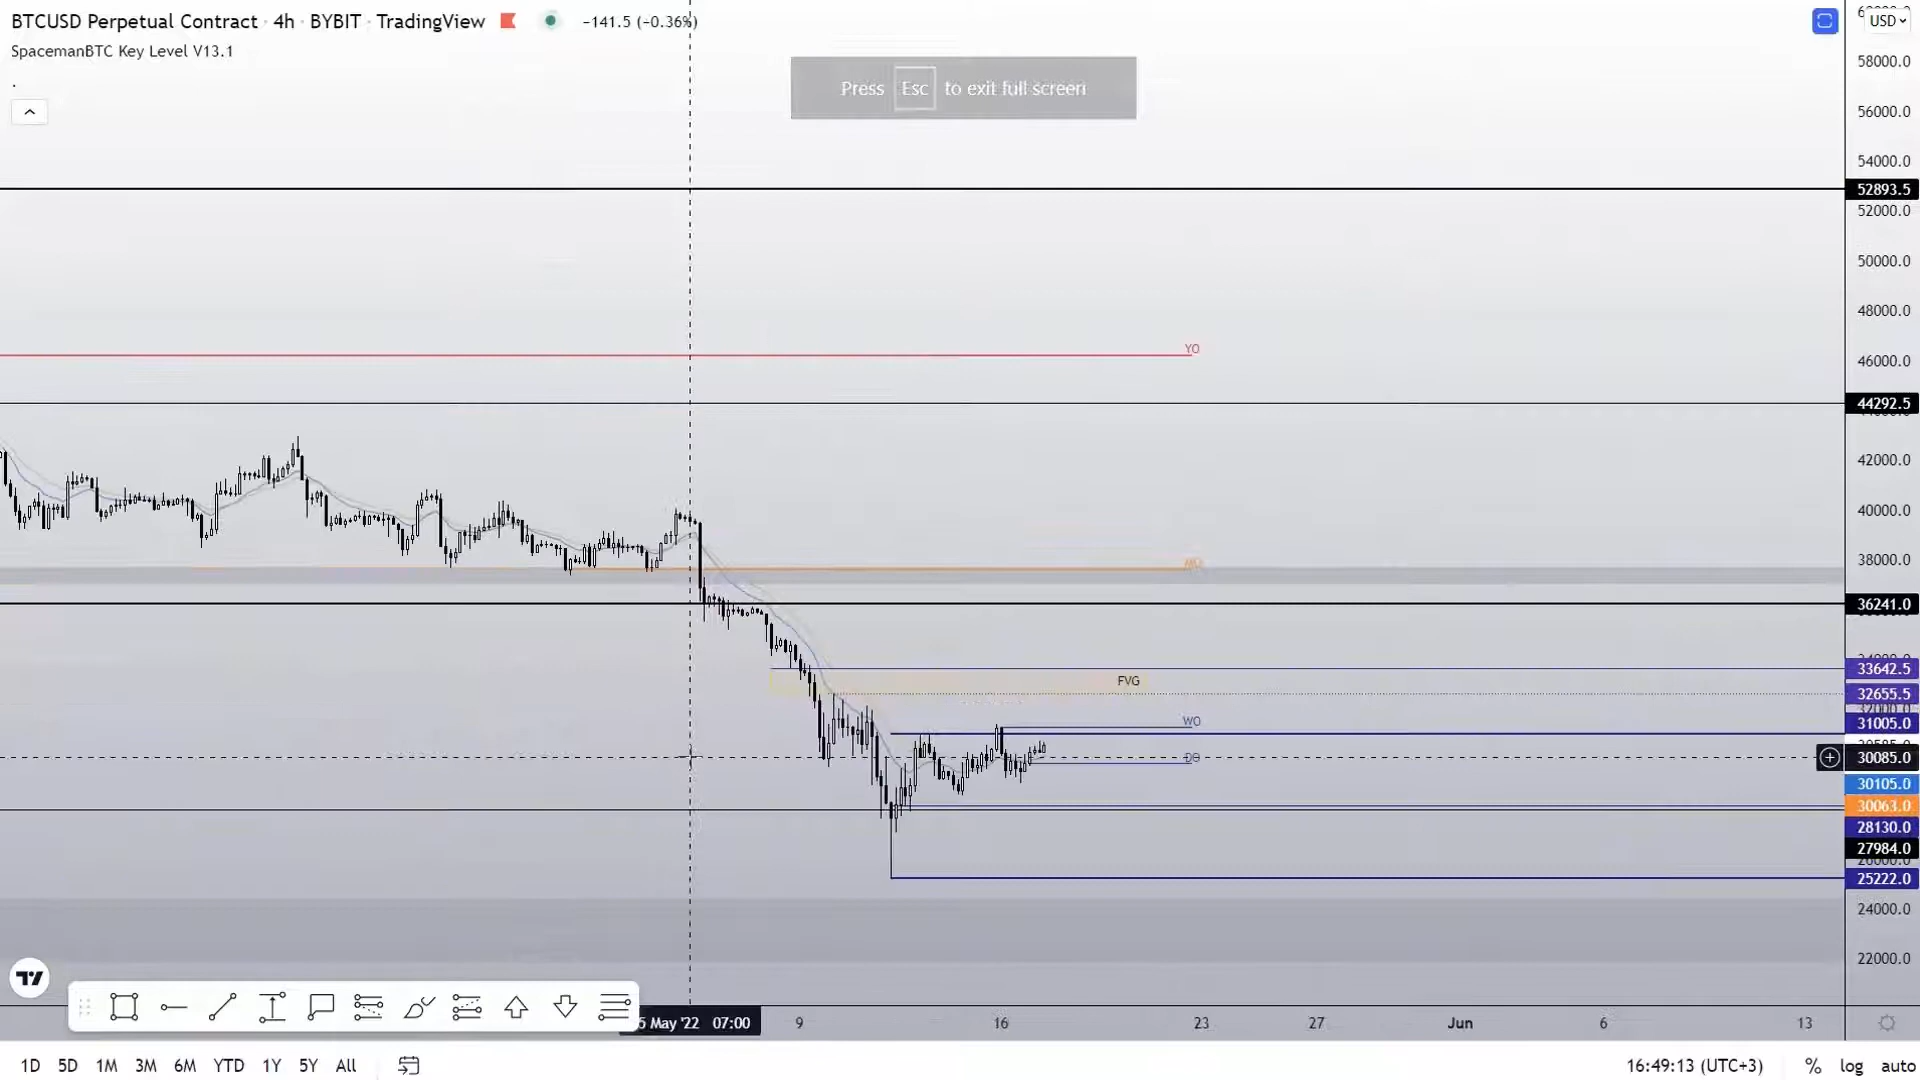 BTCUSD Perpetual Contract · 4h · BYBIT · TradingView −141.5 (−0.36%)
SpacemanBTC Key Level V13.1
Press Esc to exit full screen
USD
58000.0
56000.0
54000.0
52893.5
52000.0
50000.0
48000.0
YO
46000.0
44292.5
42000.0
40000.0
38000.0
MO
36241.0
33642.5
FVG
32655.5
WO
31005.0
DO
30085.0
30105.0
30063.0
28130.0
27984.0
25222.0
24000.0
22000.0
5 May '22 07:00
9
16
23
27
Jun
6
13
1D 5D 1M 3M 6M YTD 1Y 5Y All
16:49:13 (UTC+3) % log auto